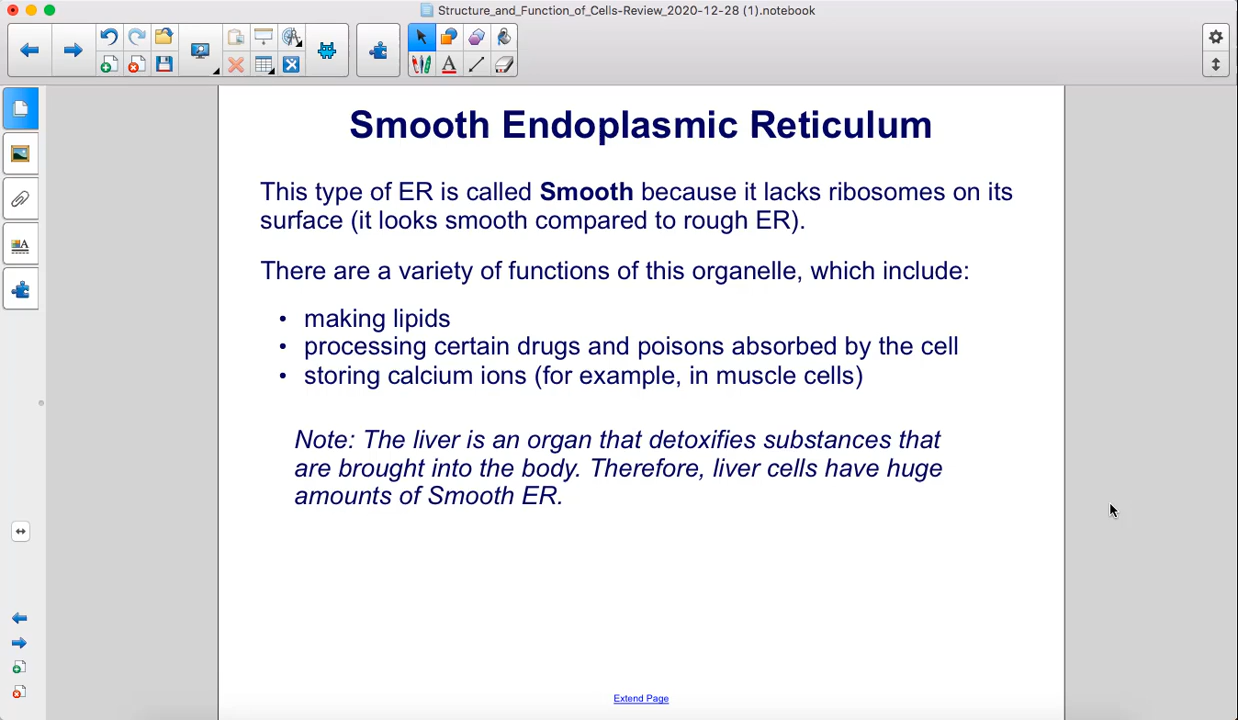 Structure_and_Function_of_Cells-Review_2020-12-28 (1).notebook
Smooth Endoplasmic Reticulum
This type of ER is called Smooth because it lacks ribosomes on its
surface (it looks smooth compared to rough ER).
There are a variety of functions of this organelle, which include:
• making lipids
• processing certain drugs and poisons absorbed by the cell
• storing calcium ions (for example, in muscle cells)
Note: The liver is an organ that detoxifies substances that
are brought into the body. Therefore, liver cells have huge
amounts of Smooth ER.
Extend Page